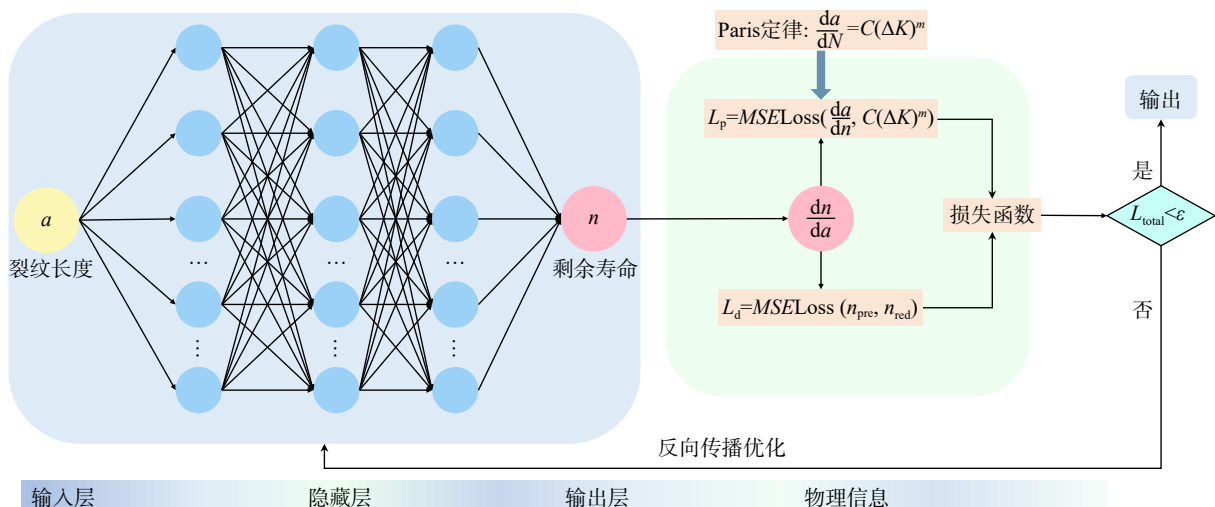 Paris定律: da/dN=C(ΔK)^m
L_p=MSELoss(da/dn, C(ΔK)^m)
输出
是
a
裂纹长度
n
剩余寿命
dn/da
损失函数
L_total<ε
…
…
…
L_d=MSELoss (n_pre, n_red)
否
⋮
⋮
⋮
反向传播优化
输入层
隐藏层
输出层
物理信息